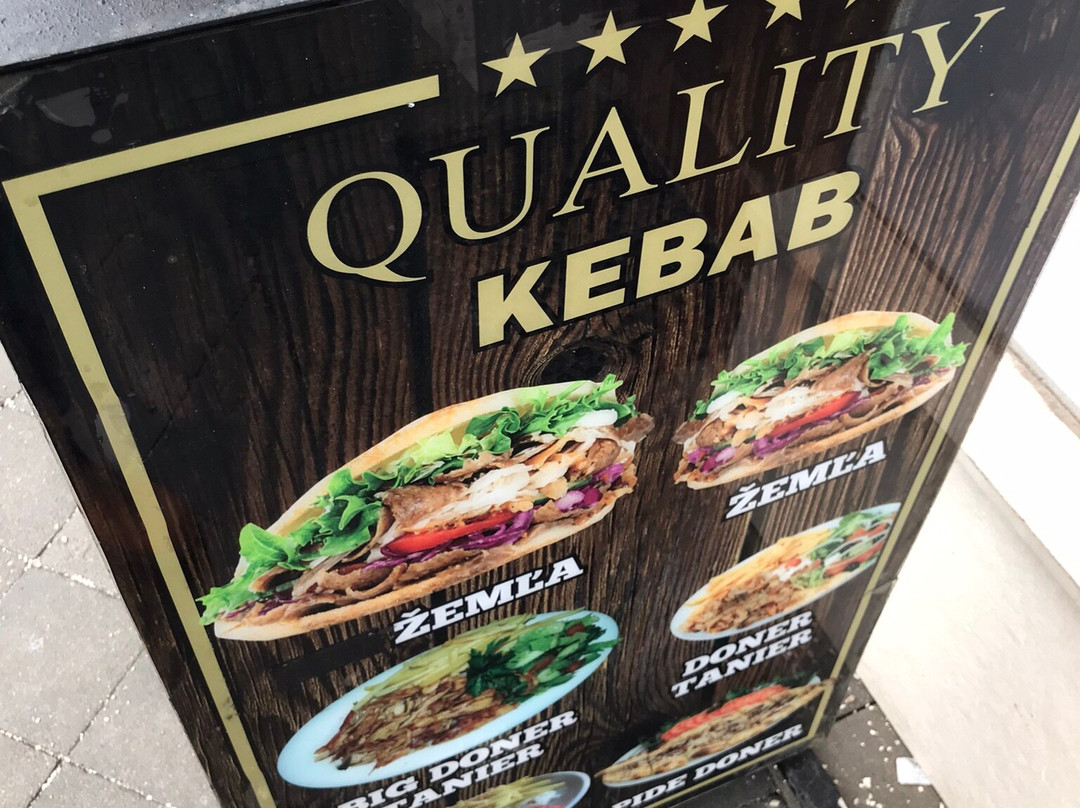 QUALITY
KEBAB
ŽEMĽA
ŽEMĽA
DONER
TANIER
BIG DONER
TANIER
PIDE DONER